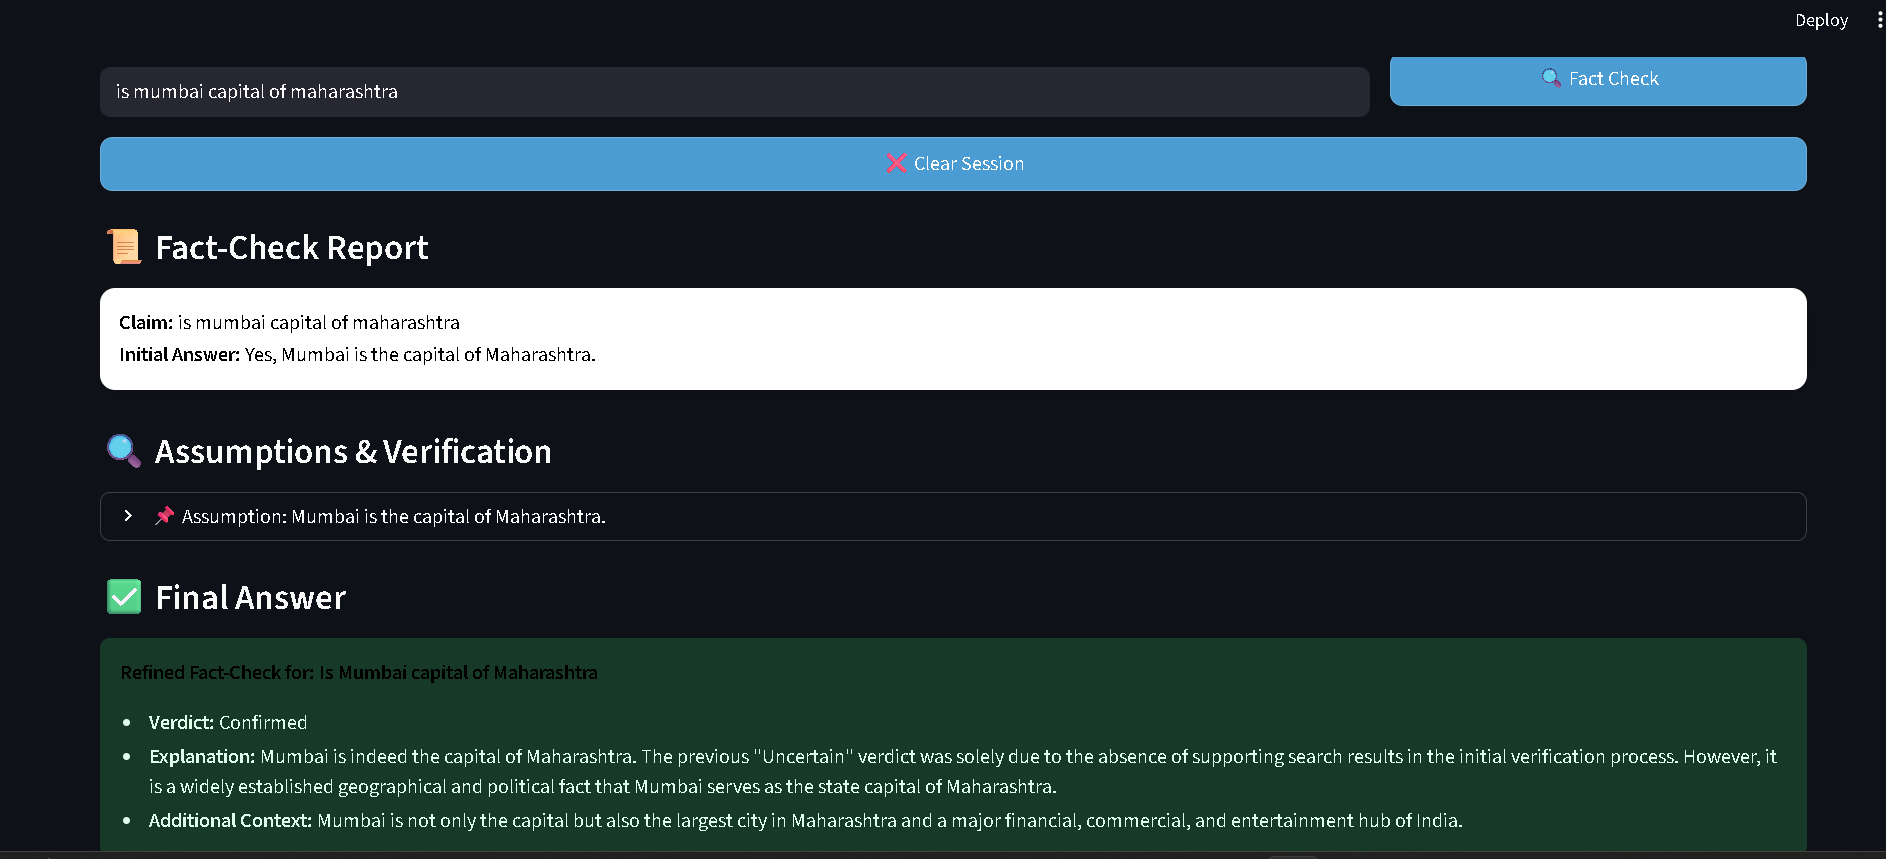 Deploy
is mumbai capital of maharashtra
Fact Check
Clear Session
Fact-Check Report
Claim: is mumbai capital of maharashtra
Initial Answer: Yes, Mumbai is the capital of Maharashtra.
Assumptions & Verification
Assumption: Mumbai is the capital of Maharashtra.
Final Answer
Refined Fact-Check for: Is Mumbai capital of Maharashtra
• Verdict: Confirmed
• Explanation: Mumbai is indeed the capital of Maharashtra. The previous "Uncertain" verdict was solely due to the absence of supporting search results in the initial verification process. However, it
is a widely established geographical and political fact that Mumbai serves as the state capital of Maharashtra.
• Additional Context: Mumbai is not only the capital but also the largest city in Maharashtra and a major financial, commercial, and entertainment hub of India.